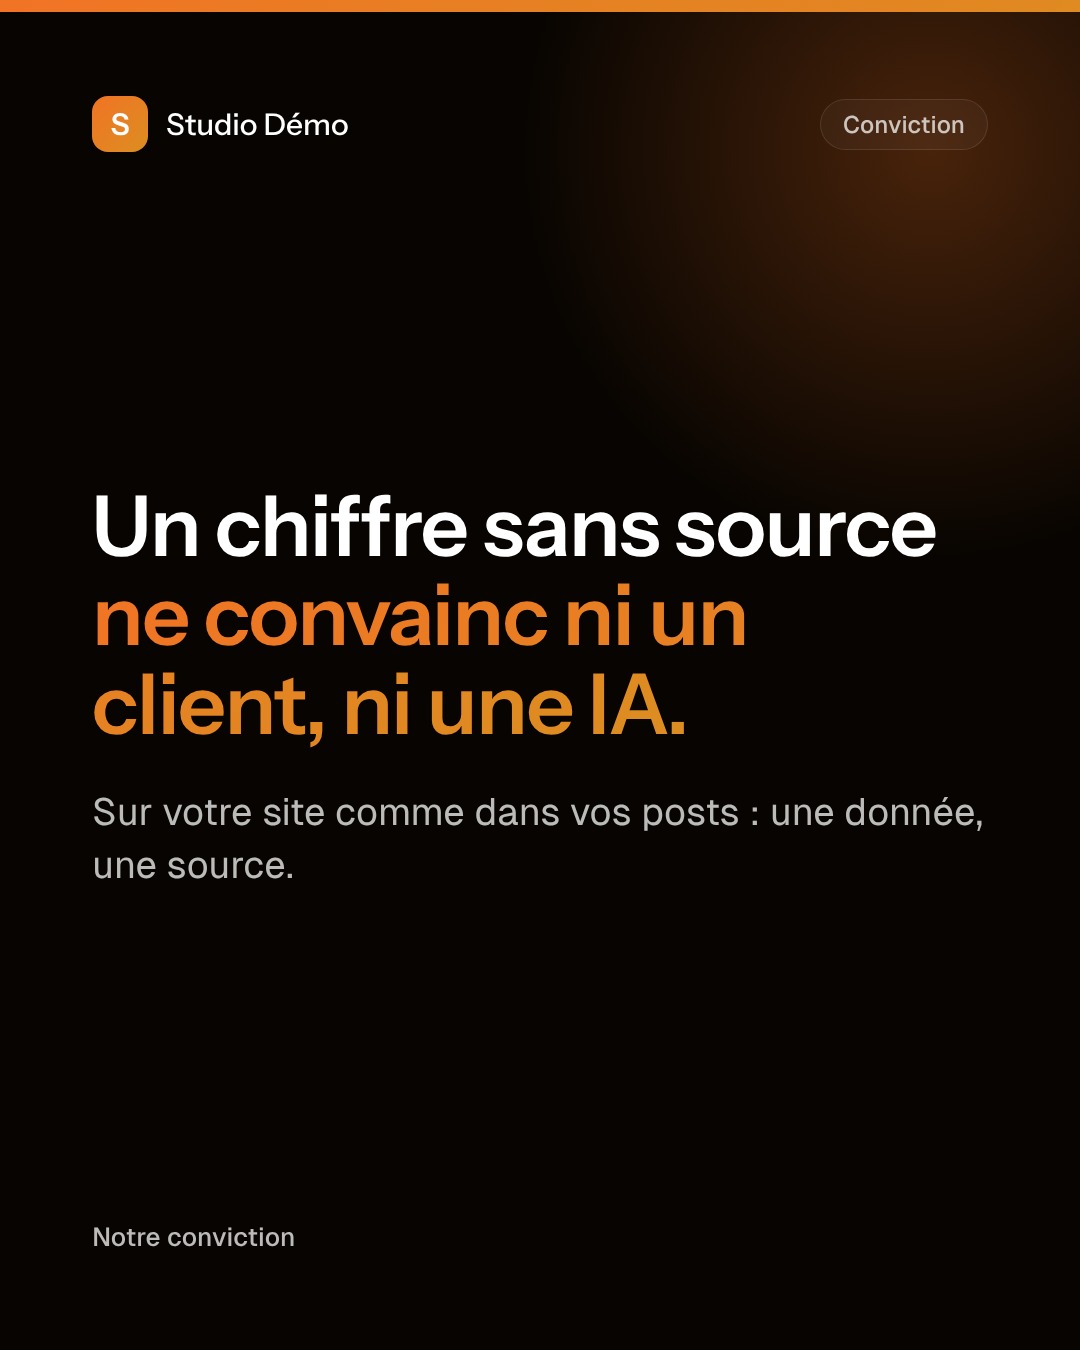 S
Studio Démo
Conviction
Un chiffre sans source
ne convainc ni un
client, ni une IA.
Sur votre site comme dans vos posts : une donnée,
une source.
Notre conviction